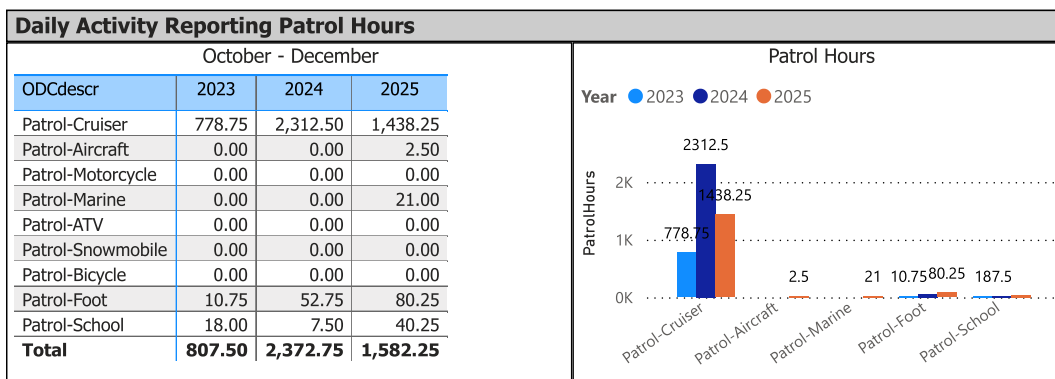 Daily Activity Reporting Patrol Hours
October - December
ODCdescr 2023 2024 2025
Patrol-Cruiser 778.75 2,312.50 1,438.25
Patrol-Aircraft 0.00 0.00 2.50
Patrol-Motorcycle 0.00 0.00 0.00
Patrol-Marine 0.00 0.00 21.00
Patrol-ATV 0.00 0.00 0.00
Patrol-Snowmobile 0.00 0.00 0.00
Patrol-Bicycle 0.00 0.00 0.00
Patrol-Foot 10.75 52.75 80.25
Patrol-School 18.00 7.50 40.25
Total 807.50 2,372.75 1,582.25
Patrol Hours
Year 2023 2024 2025
PatrolHours
2K
1K
0K
2312.5
1438.25
778.75
2.5 21 10.75 80.25 187.5
Patrol-Cruiser
Patrol-Aircraft
Patrol-Marine
Patrol-Foot
Patrol-School